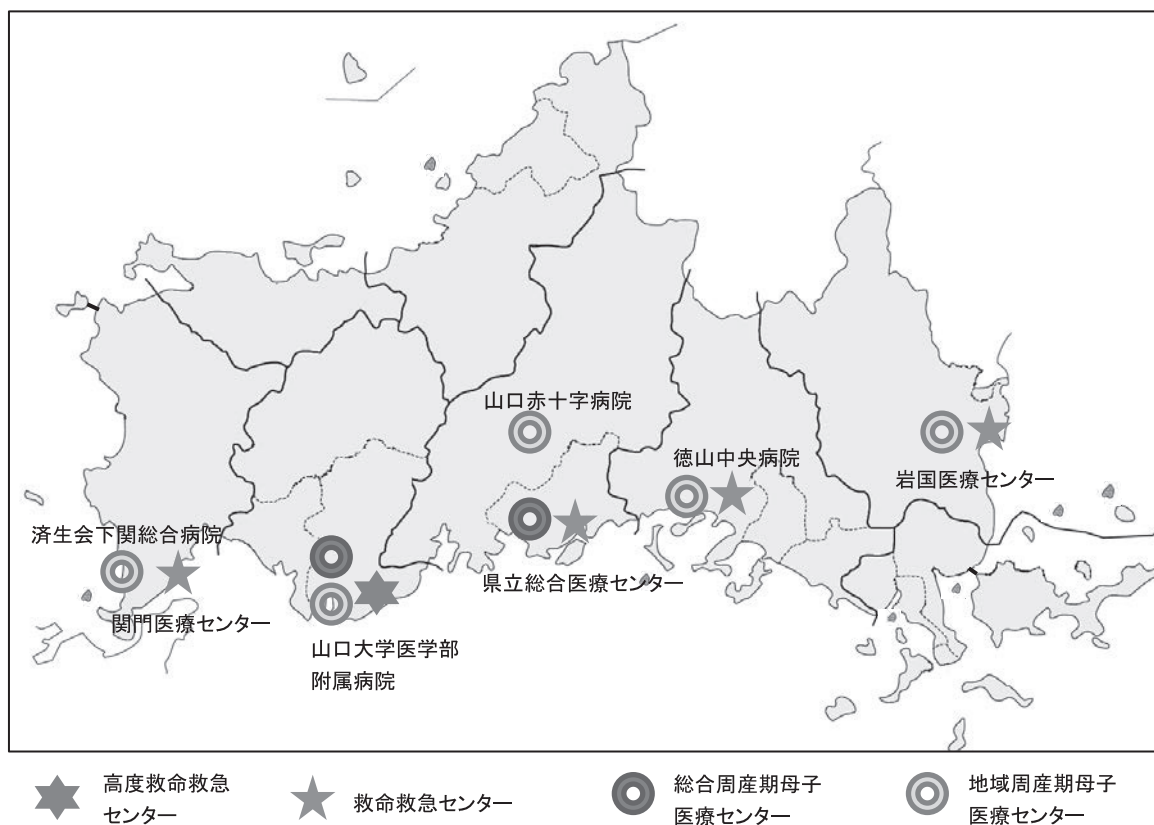 山口赤十字病院
徳山中央病院
岩国医療センター
済生会下関総合病院
県立総合医療センター
関門医療センター
山口大学医学部
附属病院
高度救命救急
センター
救命救急センター
総合周産期母子
医療センター
地域周産期母子
医療センター